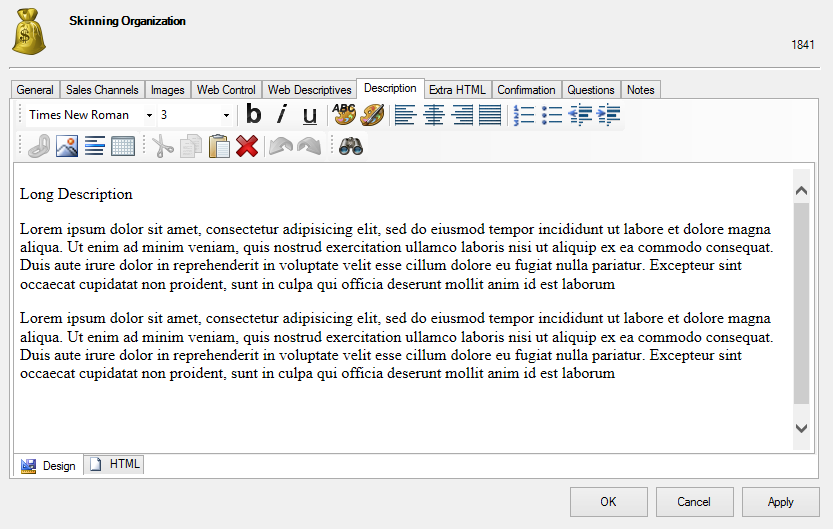 Skinning Organization
1841
General Sales Channels Images Web Control Web Descriptives Description Extra HTML Confirmation Questions Notes
Times New Roman 3 b i u ABC
Long Description
Lorem ipsum dolor sit amet, consectetur adipisicing elit, sed do eiusmod tempor incididunt ut labore et dolore magna
aliqua. Ut enim ad minim veniam, quis nostrud exercitation ullamco laboris nisi ut aliquip ex ea commodo consequat.
Duis aute irure dolor in reprehenderit in voluptate velit esse cillum dolore eu fugiat nulla pariatur. Excepteur sint
occaecat cupidatat non proident, sunt in culpa qui officia deserunt mollit anim id est laborum
Lorem ipsum dolor sit amet, consectetur adipisicing elit, sed do eiusmod tempor incididunt ut labore et dolore magna
aliqua. Ut enim ad minim veniam, quis nostrud exercitation ullamco laboris nisi ut aliquip ex ea commodo consequat.
Duis aute irure dolor in reprehenderit in voluptate velit esse cillum dolore eu fugiat nulla pariatur. Excepteur sint
occaecat cupidatat non proident, sunt in culpa qui officia deserunt mollit anim id est laborum
Design HTML
OK Cancel Apply